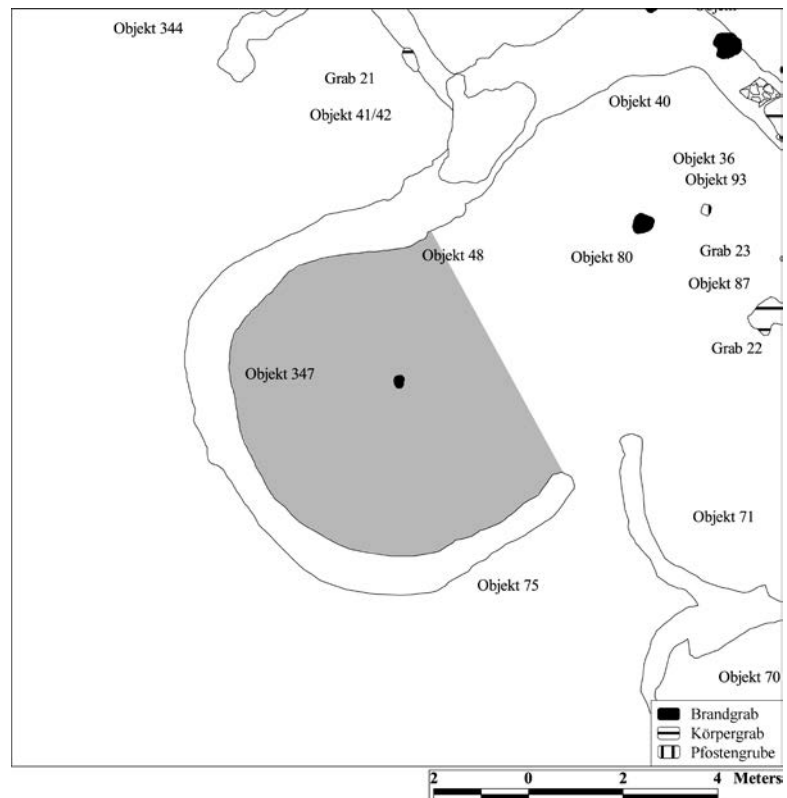 Objekt 344
Grab 21
Objekt 41/42
Objekt 40
Objekt 36
Objekt 93
Objekt 48
Objekt 80
Grab 23
Objekt 87
Grab 22
Objekt 347
Objekt 71
Objekt 75
Objekt 70
Brandgrab
Körpergrab
Pfostengrube
2 0 2 4 Meters